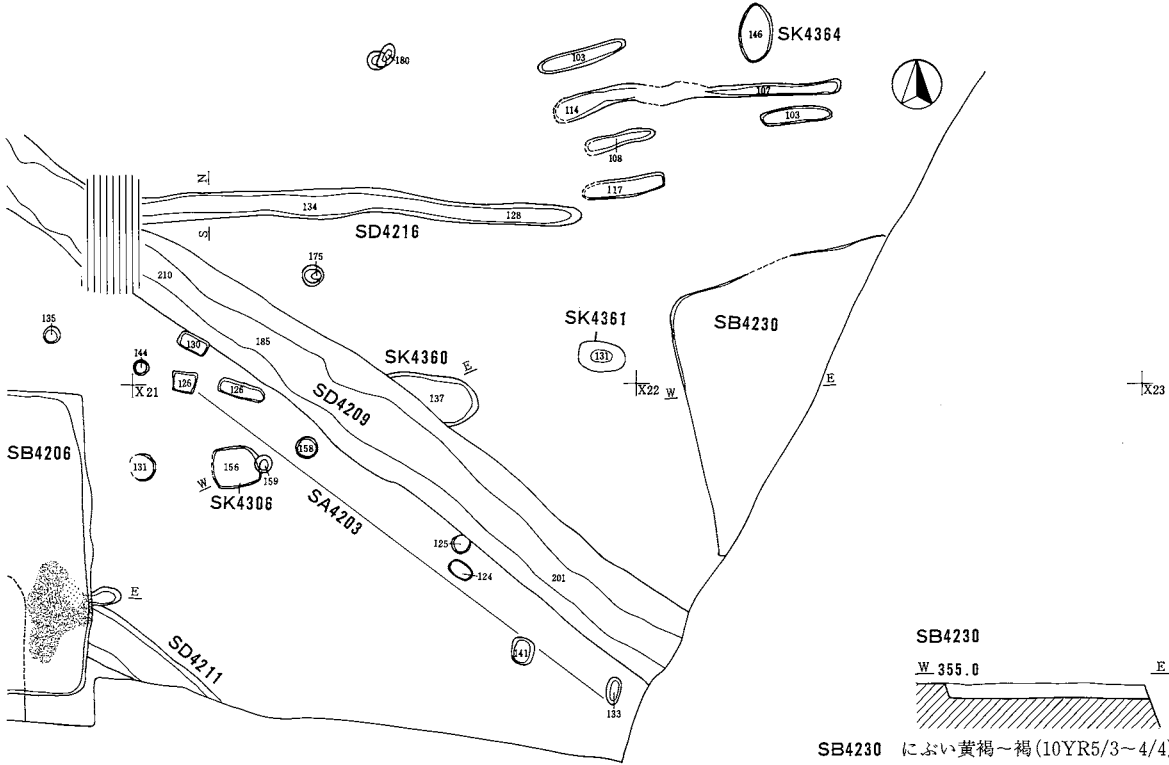 146
SK4364
180
103
107
114
103
108
117
N
134
128
S
SD4216
175
210
135
SK4361
SB4230
131
130
185
SK4360
144
E
E
X22
W
X23
126
X21
126
137
SD4209
SB4206
131
156
158
W
159
SK4306
SA4203
125
124
201
E
SD4211
141
133
SB4230
W 355.0
E
SB4230 にぶい黄褐～褐(10YR5/3～4/4)